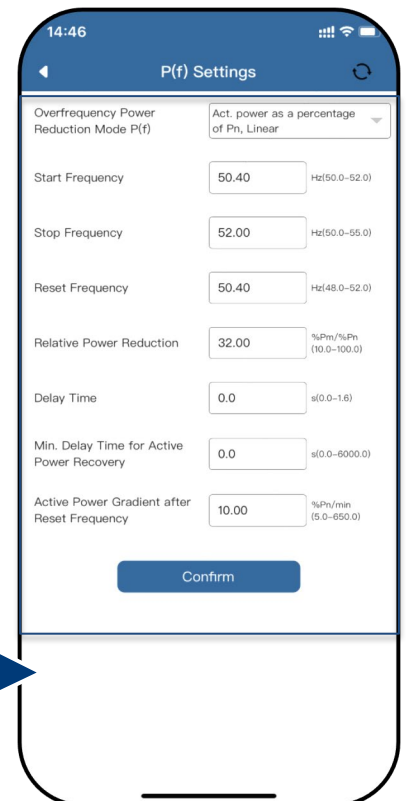 14:46
P(f) Settings
Overfrequency Power
Reduction Mode P(f)
Act. power as a percentage
of Pn, Linear
Start Frequency
50.40
Hz(50.0~52.0)
Stop Frequency
52.00
Hz(50.0~55.0)
Reset Frequency
50.40
Hz(48.0~52.0)
Relative Power Reduction
32.00
%Pm/%Pn
(10.0~100.0)
Delay Time
0.0
s(0.0~1.6)
Min. Delay Time for Active
Power Recovery
0.0
s(0.0~6000.0)
Active Power Gradient after
Reset Frequency
10.00
%Pn/min
(5.0~650.0)
Confirm